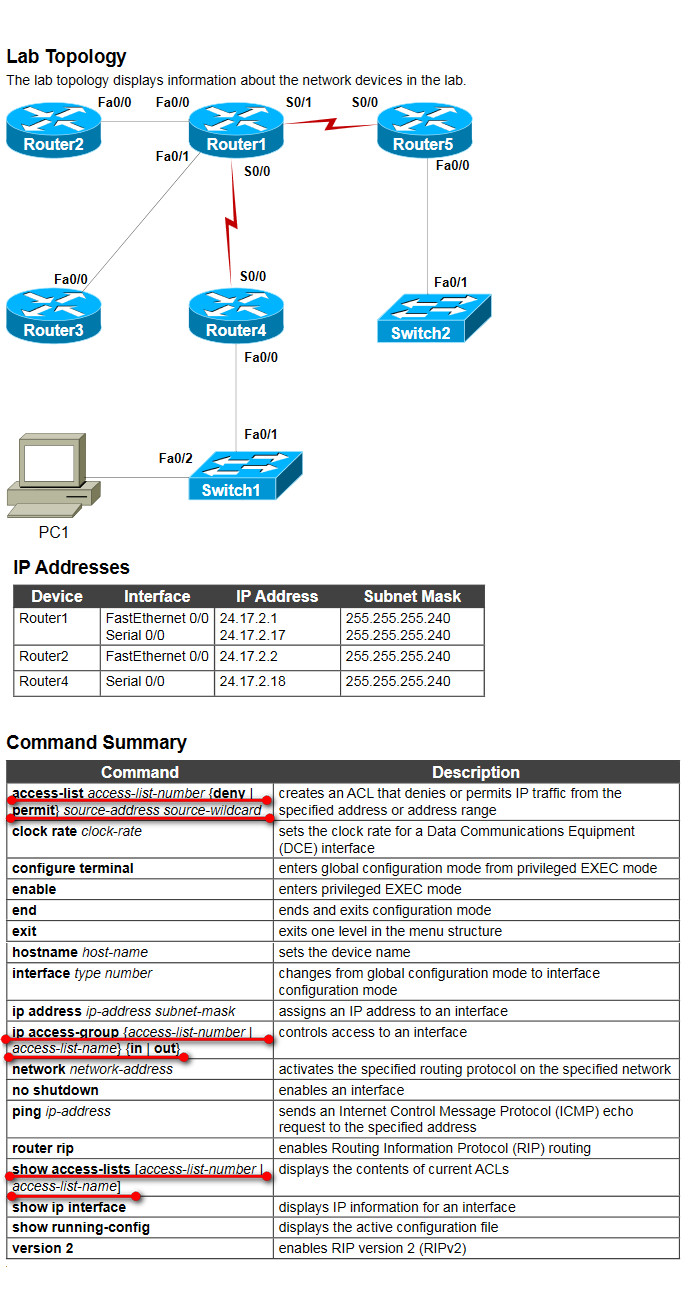 Lab Topology
The lab topology displays information about the network devices in the lab.
Fa0/0
Fa0/0
S0/1
S0/0
Router2
Router1
Router5
Fa0/1
S0/0
Fa0/0
Fa0/0
S0/0
Fa0/1
Router3
Router4
Switch2
Fa0/0
Fa0/1
Fa0/2
Switch1
PC1
IP Addresses
Device Interface IP Address Subnet Mask
Router1 FastEthernet 0/0 24.17.2.1 255.255.255.240
Serial 0/0 24.17.2.17 255.255.255.240
Router2 FastEthernet 0/0 24.17.2.2 255.255.255.240
Router4 Serial 0/0 24.17.2.18 255.255.255.240
Command Summary
Command Description
access-list access-list-number {deny | creates an ACL that denies or permits IP traffic from the
permit} source-address source-wildcard specified address or address range
clock rate clock-rate sets the clock rate for a Data Communications Equipment
(DCE) interface
configure terminal enters global configuration mode from privileged EXEC mode
enable enters privileged EXEC mode
end ends and exits configuration mode
exit exits one level in the menu structure
hostname host-name sets the device name
interface type number changes from global configuration mode to interface
configuration mode
ip address ip-address subnet-mask assigns an IP address to an interface
ip access-group {access-list-number | controls access to an interface
access-list-name} {in | out}
network network-address activates the specified routing protocol on the specified network
no shutdown enables an interface
ping ip-address sends an Internet Control Message Protocol (ICMP) echo
request to the specified address
router rip enables Routing Information Protocol (RIP) routing
show access-lists [access-list-number | displays the contents of current ACLs
access-list-name]
show ip interface displays IP information for an interface
show running-config displays the active configuration file
version 2 enables RIP version 2 (RIPv2)